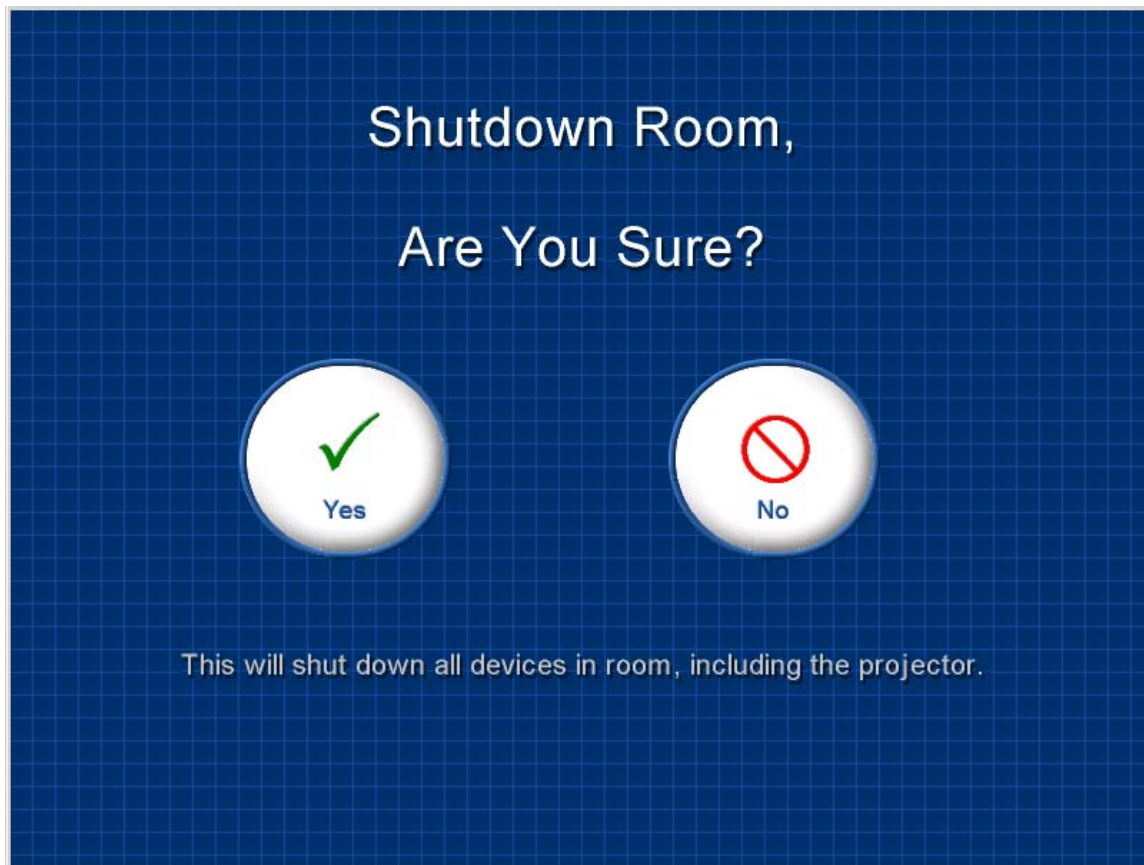 Shutdown Room,
Are You Sure?
Yes
No
This will shut down all devices in room, including the projector.